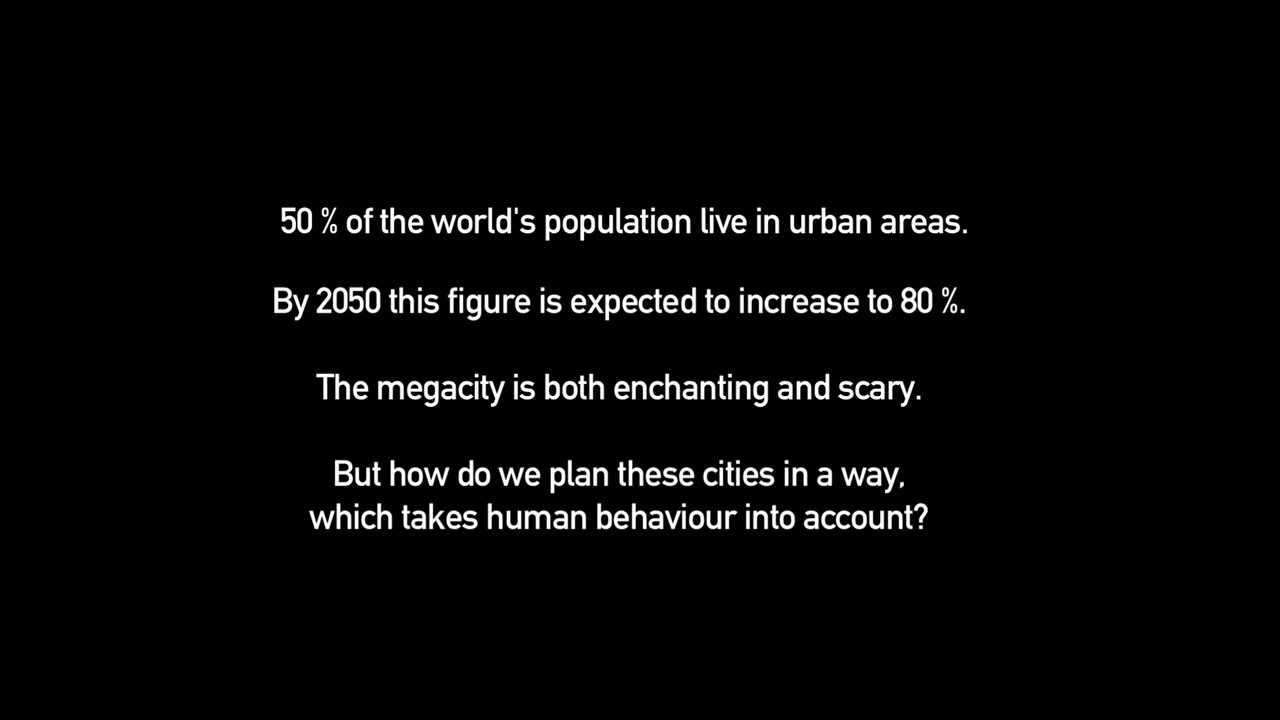 50 % of the world's population live in urban areas.
By 2050 this figure is expected to increase to 80 %.
The megacity is both enchanting and scary.
But how do we plan these cities in a way,
which takes human behaviour into account?